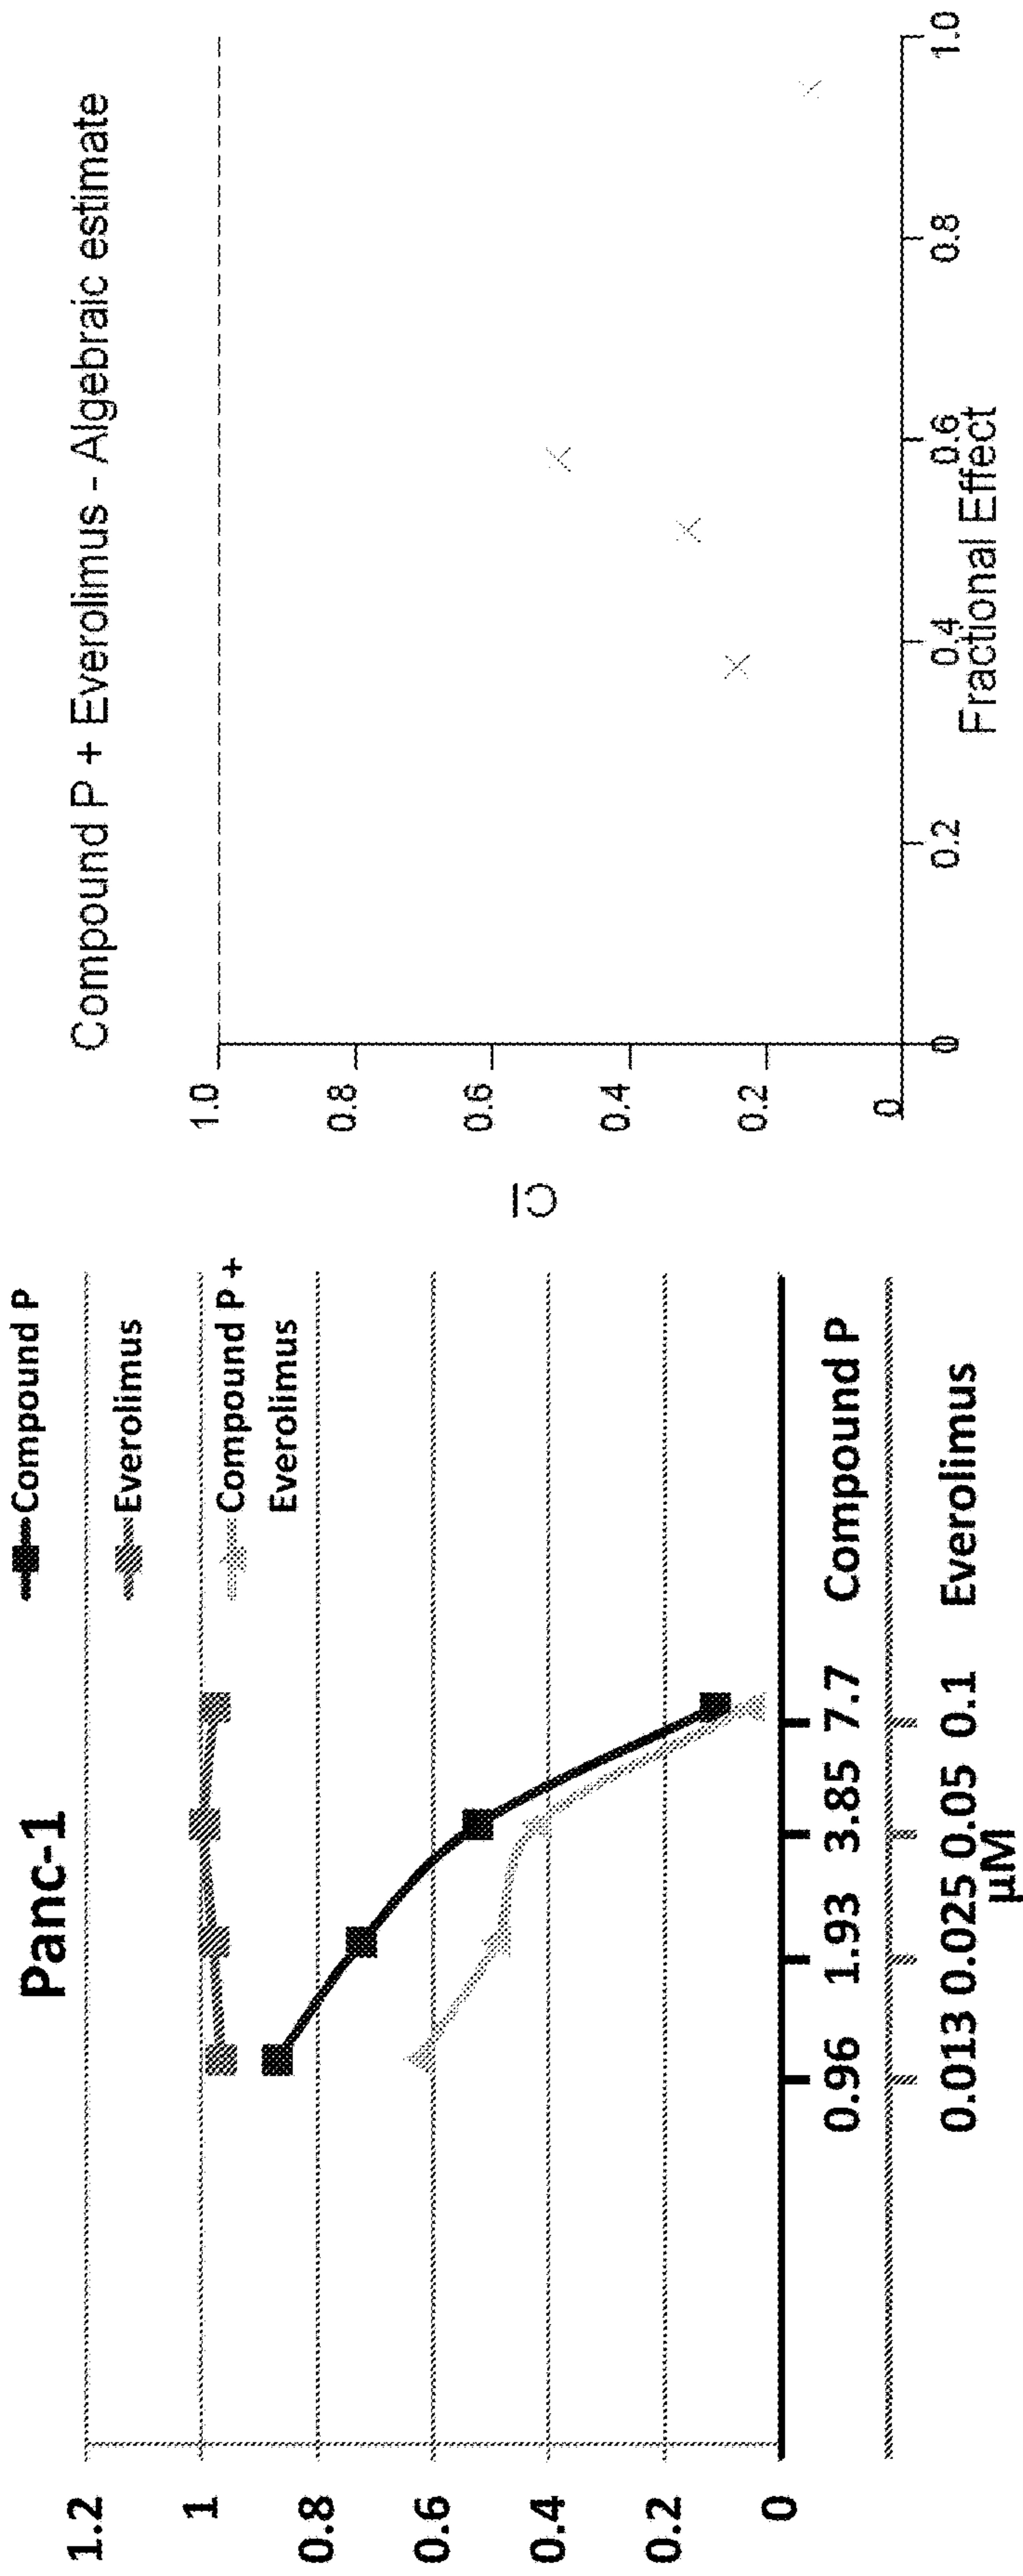 Panc-1
Compound P
Everolimus
Compound P +
Everolimus
1.2
1
0.8
0.6
0.4
0.2
0
0.96 1.93 3.85 7.7 Compound P
0.013 0.025 0.05 0.1 Everolimus
µM
Compound P + Everolimus - Algebraic estimate
CI
1.0
0.8
0.6
0.4
0.2
0
0 0.2 0.4 0.6 0.8 1.0
Fractional Effect